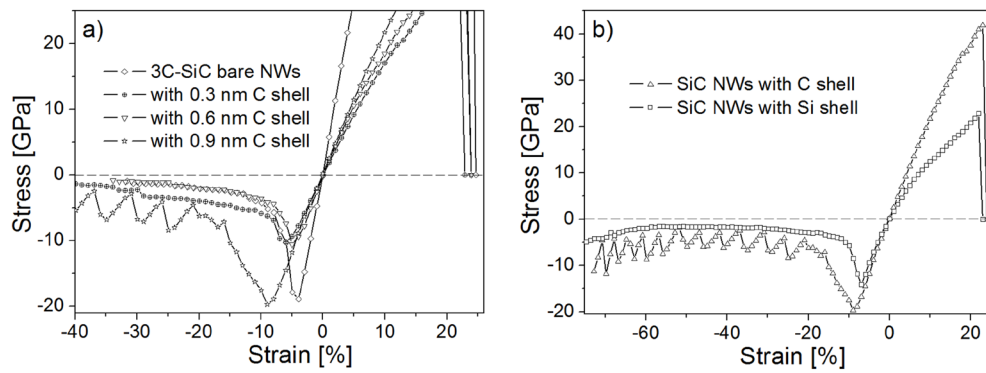 a)
3C-SiC bare NWs
with 0.3 nm C shell
with 0.6 nm C shell
with 0.9 nm C shell
Stress [GPa]
20
10
0
-10
-20
-40 -30 -20 -10 0 10 20
Strain [%]
b)
SiC NWs with C shell
SiC NWs with Si shell
Stress [GPa]
40
30
20
10
0
-10
-20
-60 -40 -20 0 20
Strain [%]